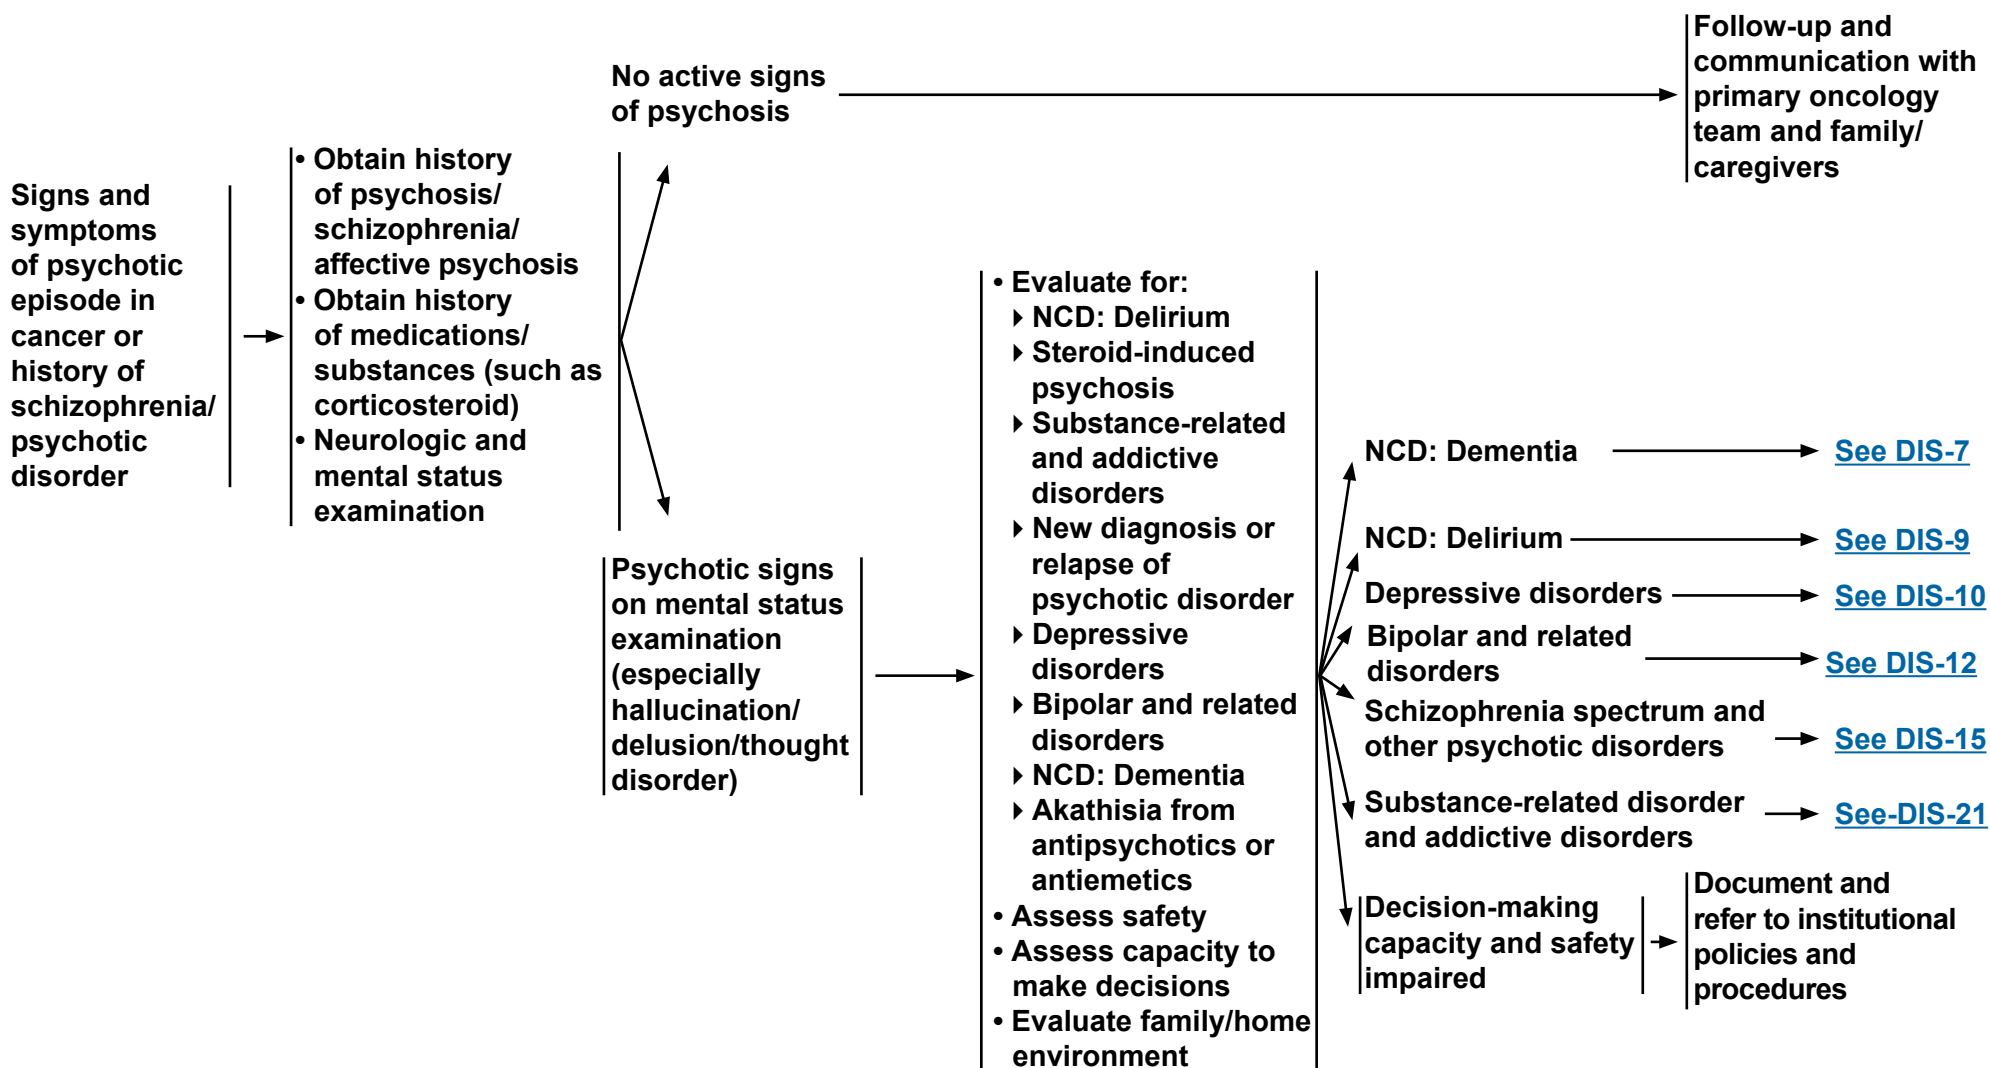 Signs and
symptoms
of psychotic
episode in
cancer or
history of
schizophrenia/
psychotic
disorder
• Obtain history
of psychosis/
schizophrenia/
affective psychosis
• Obtain history
of medications/
substances (such as
corticosteroid)
• Neurologic and
mental status
examination
No active signs
of psychosis
Follow-up and
communication with
primary oncology
team and family/
caregivers
Psychotic signs
on mental status
examination
(especially
hallucination/
delusion/thought
disorder)
• Evaluate for:
NCD: Delirium
Steroid-induced
psychosis
Substance-related
and addictive
disorders
New diagnosis or
relapse of
psychotic disorder
Depressive
disorders
Bipolar and related
disorders
NCD: Dementia
Akathisia from
antipsychotics or
antiemetics
• Assess safety
• Assess capacity to
make decisions
• Evaluate family/home
environment
NCD: Dementia
See DIS-7
NCD: Delirium
See DIS-9
Depressive disorders
See DIS-10
Bipolar and related
disorders
See DIS-12
Schizophrenia spectrum and
other psychotic disorders
See DIS-15
Substance-related disorder
and addictive disorders
See-DIS-21
Decision-making
capacity and safety
impaired
Document and
refer to institutional
policies and
procedures